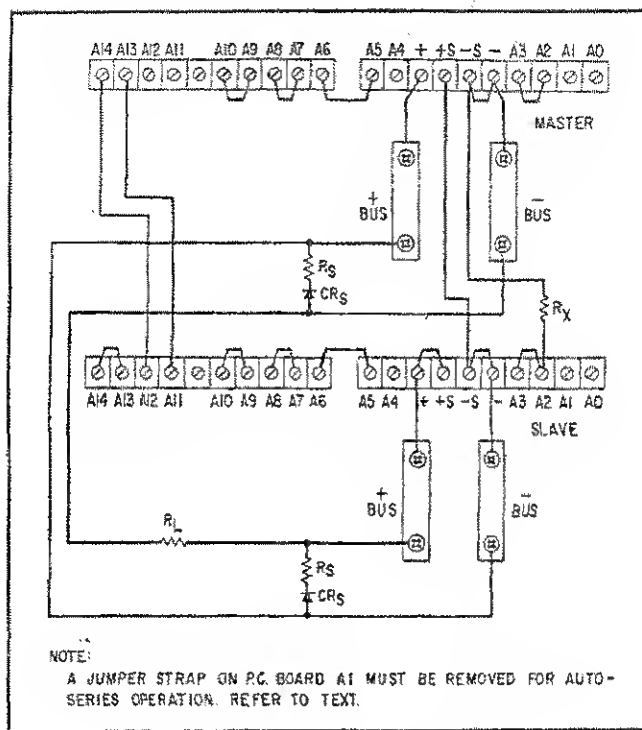 A14 A13 A12 A11 A10 A9 A8 A7 A6 A5 A4 + +S -S - A3 A2 A1 A0
MASTER
+
BUS
-
BUS
RS
CRS
RX
A14 A13 A12 A11 A10 A9 A8 A7 A6 A5 A4 + +S -S - A3 A2 A1 A0
SLAVE
+
BUS
-
BUS
RL
RS
CRS
NOTE:
A JUMPER STRAP ON P.C. BOARD A1 MUST BE REMOVED FOR AUTO-
SERIES OPERATION. REFER TO TEXT.